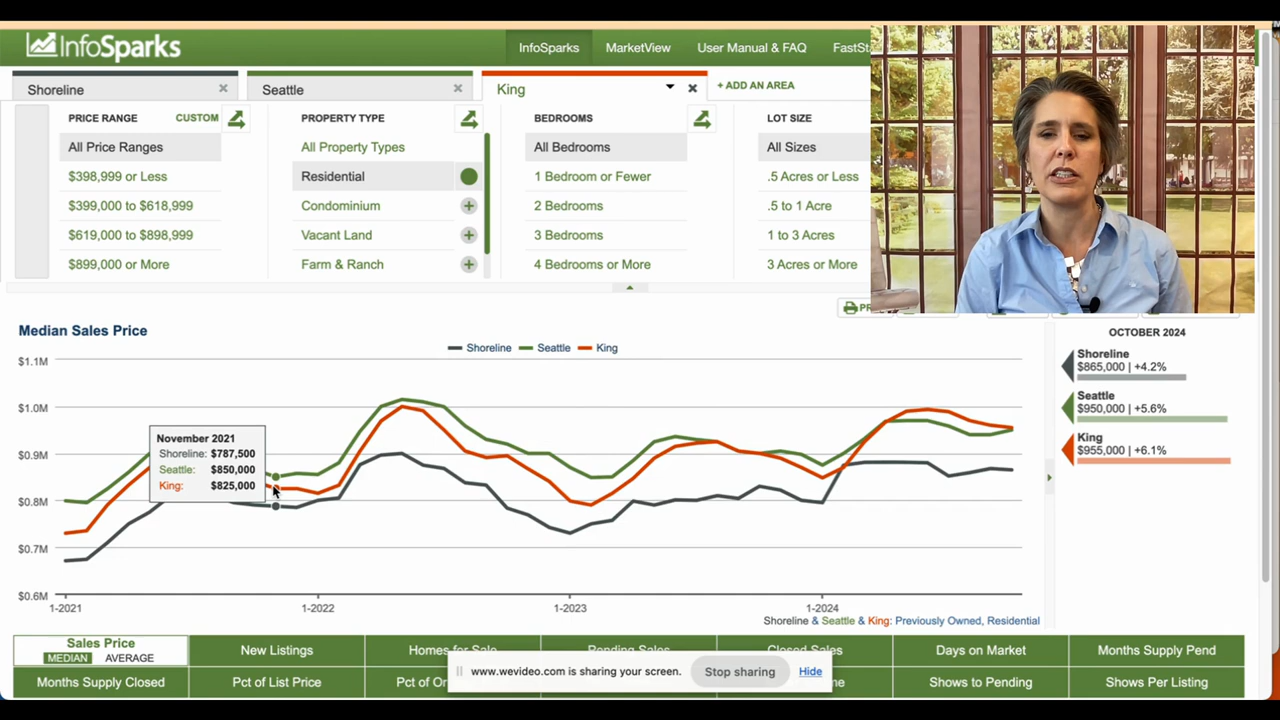 InfoSparks
InfoSparks MarketView User Manual & FAQ FastSt
Shoreline Seattle King + ADD AN AREA
PRICE RANGE CUSTOM PROPERTY TYPE BEDROOMS LOT SIZE
All Price Ranges All Property Types All Bedrooms All Sizes
$398,999 or Less Residential 1 Bedroom or Fewer .5 Acres or Less
$399,000 to $618,999 Condominium 2 Bedrooms .5 to 1 Acre
$619,000 to $898,999 Vacant Land 3 Bedrooms 1 to 3 Acres
$899,000 or More Farm & Ranch 4 Bedrooms or More 3 Acres or More
Median Sales Price
Shoreline Seattle King
$1.1M
$1.0M
$0.9M
$0.8M
$0.7M
$0.6M
November 2021
Shoreline: $787,500
Seattle: $850,000
King: $825,000
1-2021 1-2022 1-2023 1-2024
Shoreline & Seattle & King: Previously Owned, Residential
OCTOBER 2024
Shoreline
$865,000 | +4.2%
Seattle
$950,000 | +5.6%
King
$955,000 | +6.1%
Sales Price
MEDIAN AVERAGE
New Listings Homes for Sale Pending Sales Closed Sales Days on Market Months Supply Pend
Months Supply Closed Pct of List Price Pct of Or Shows to Pending Shows Per Listing
www.wevideo.com is sharing your screen. Stop sharing Hide